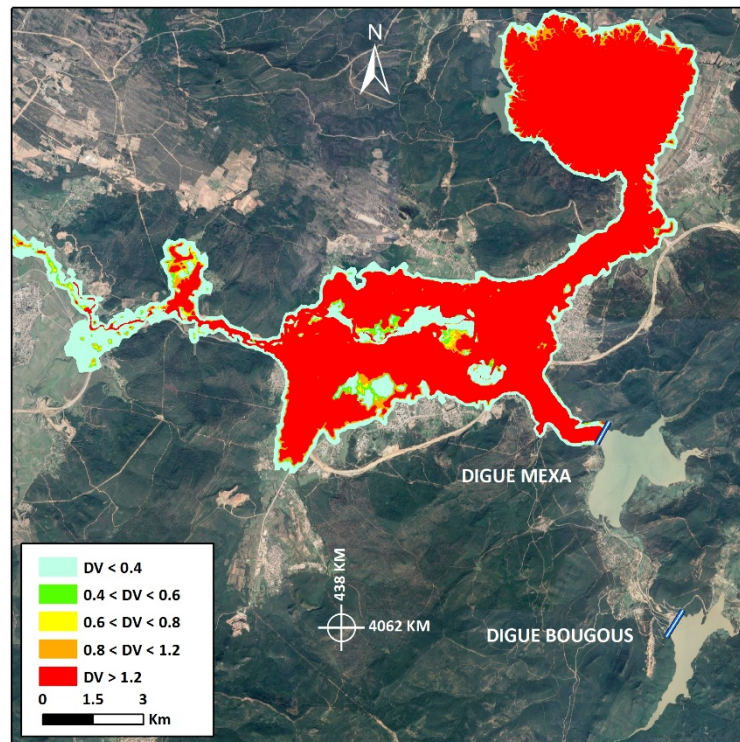 N
DIGUE MEXA
438 KM
4062 KM
DIGUE BOUGOUS
DV < 0.4
0.4 < DV < 0.6
0.6 < DV < 0.8
0.8 < DV < 1.2
DV > 1.2
0 1.5 3
Km